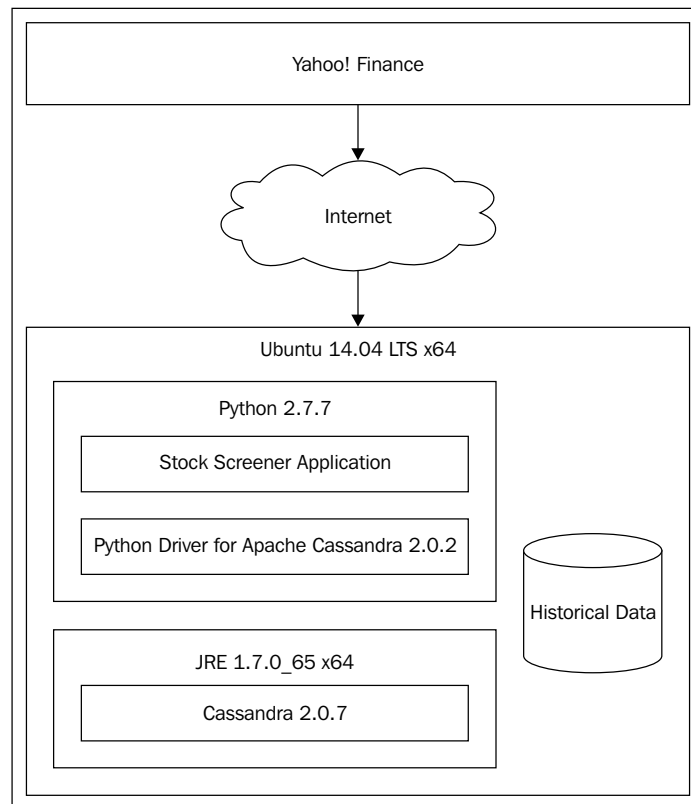 Yahoo! Finance
Internet
Ubuntu 14.04 LTS x64
Python 2.7.7
Stock Screener Application
Python Driver for Apache Cassandra 2.0.2
Historical Data
JRE 1.7.0_65 x64
Cassandra 2.0.7